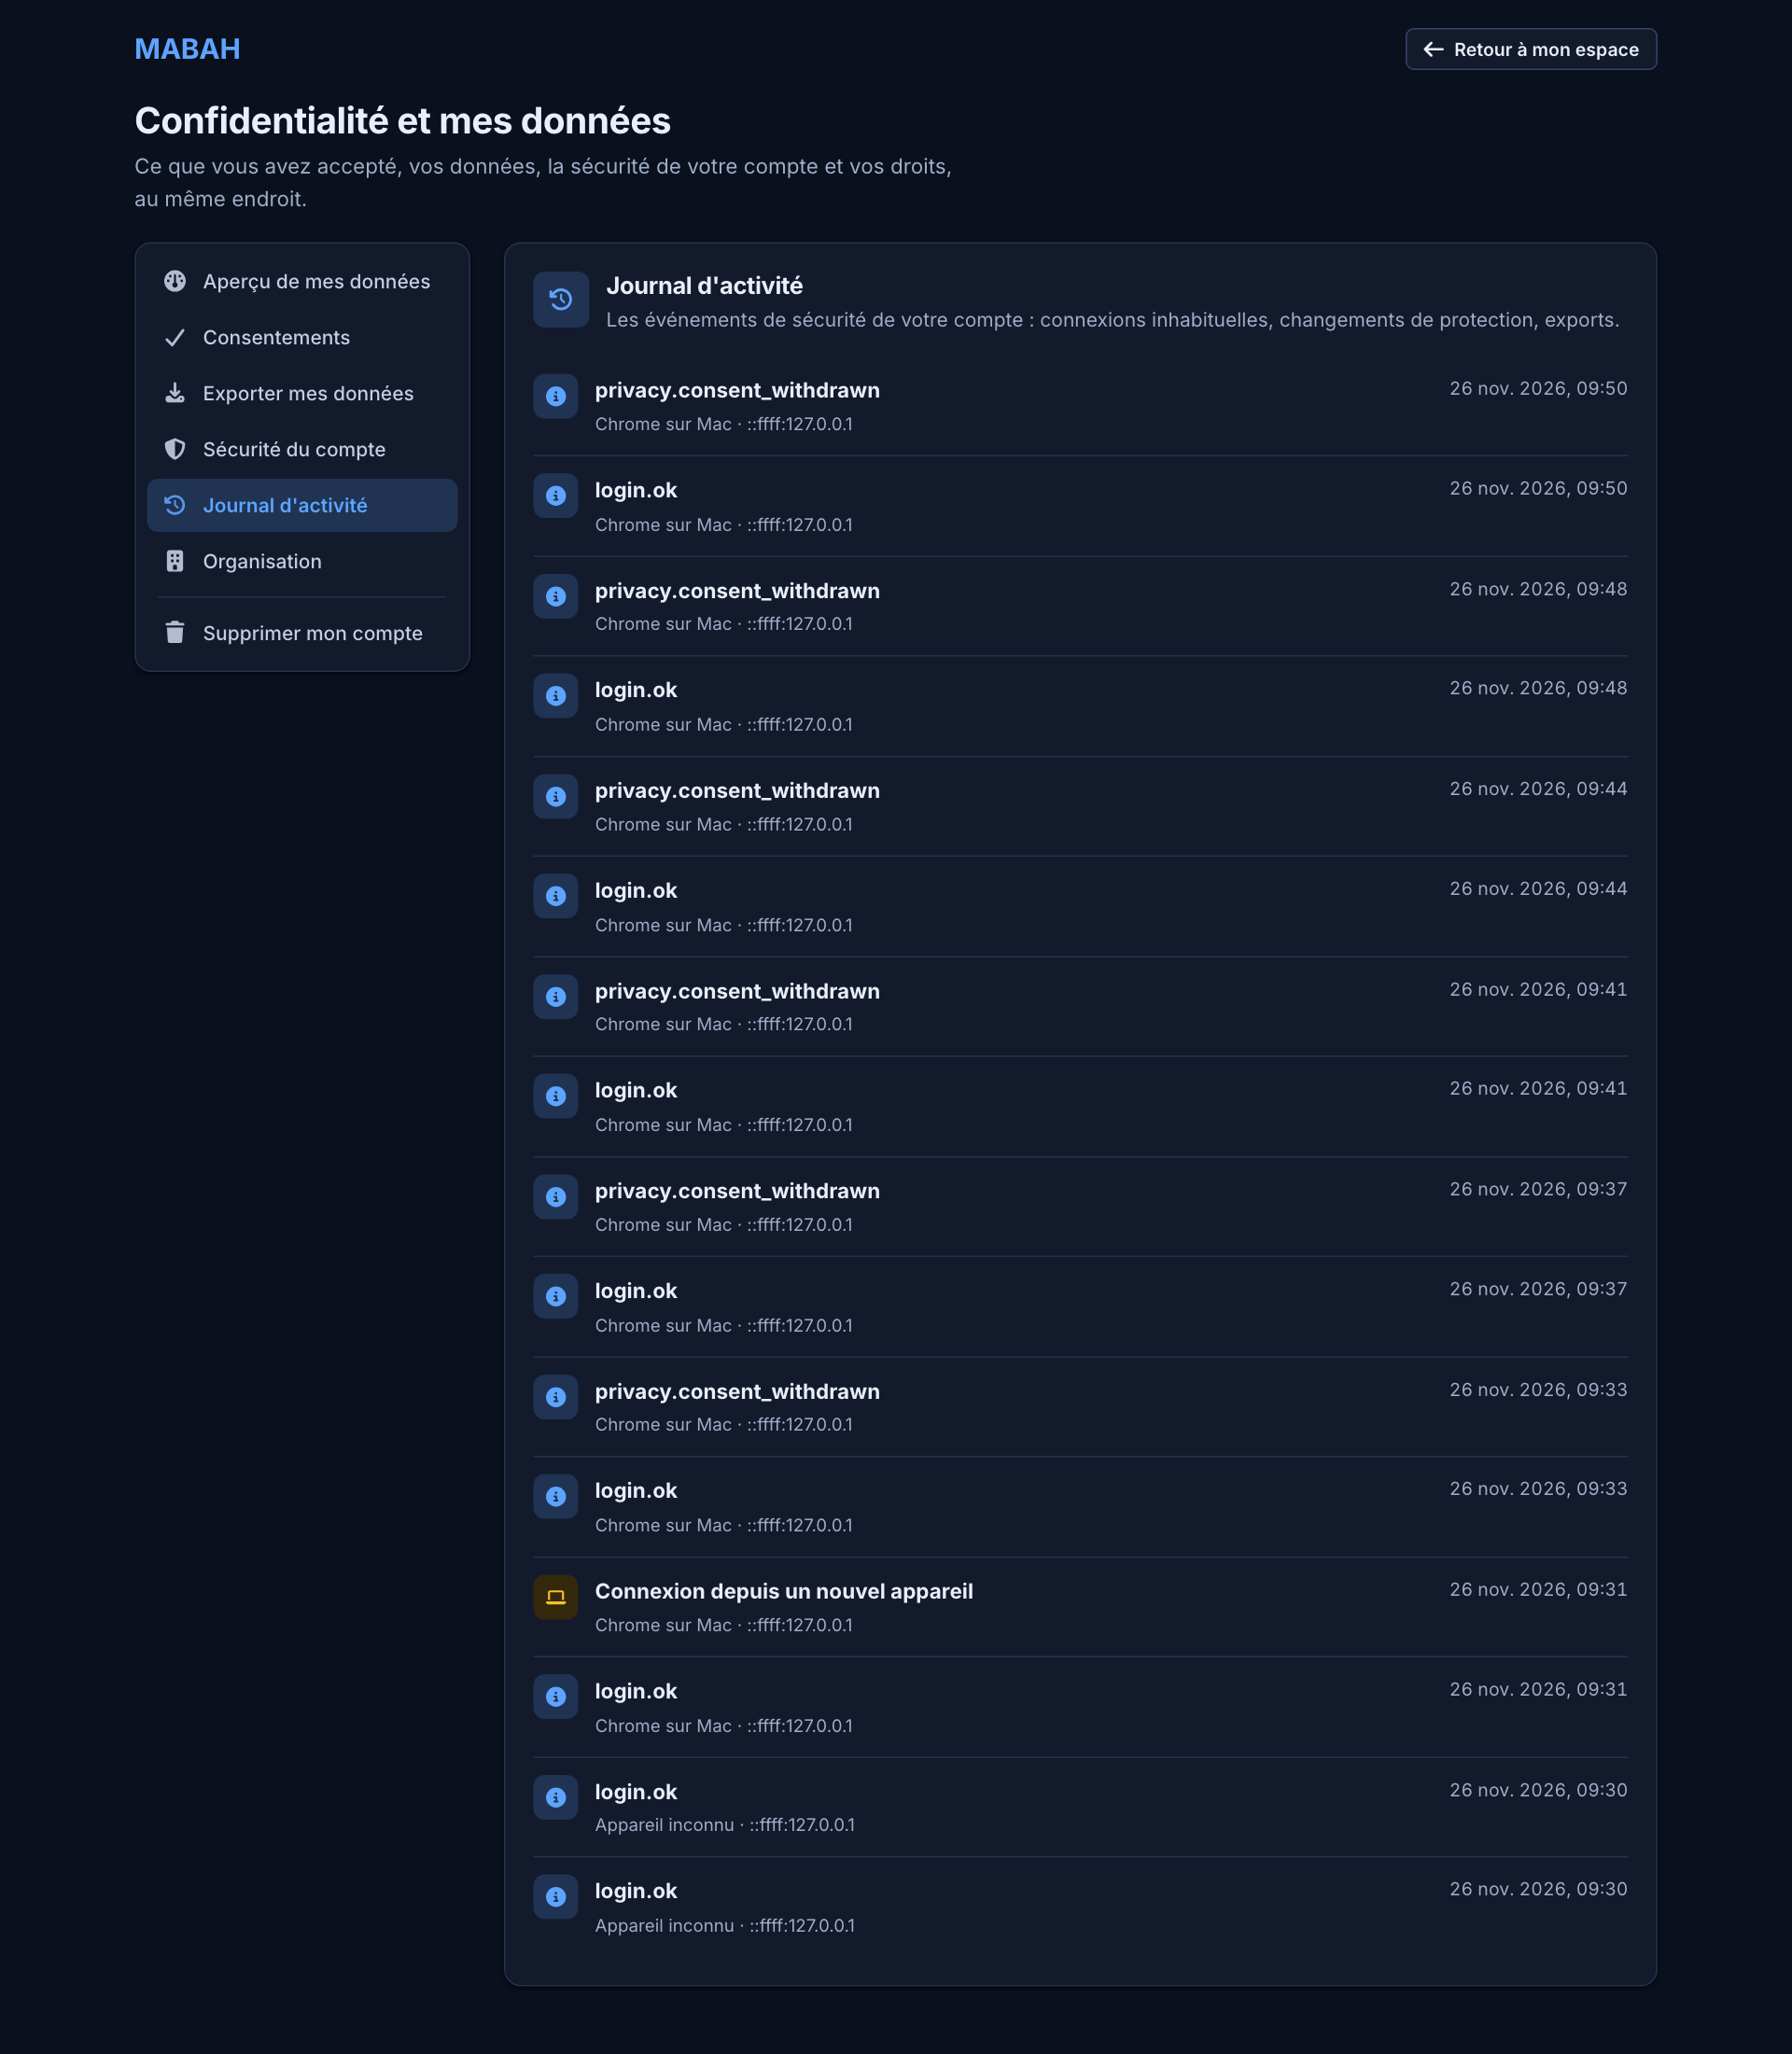 MABAH
Retour à mon espace
Confidentialité et mes données
Ce que vous avez accepté, vos données, la sécurité de votre compte et vos droits,
au même endroit.
Aperçu de mes données
Consentements
Exporter mes données
Sécurité du compte
Journal d'activité
Organisation
Supprimer mon compte
Journal d'activité
Les événements de sécurité de votre compte : connexions inhabituelles, changements de protection, exports.
privacy.consent_withdrawn 26 nov. 2026, 09:50
Chrome sur Mac · ::ffff:127.0.0.1
login.ok 26 nov. 2026, 09:50
Chrome sur Mac · ::ffff:127.0.0.1
privacy.consent_withdrawn 26 nov. 2026, 09:48
Chrome sur Mac · ::ffff:127.0.0.1
login.ok 26 nov. 2026, 09:48
Chrome sur Mac · ::ffff:127.0.0.1
privacy.consent_withdrawn 26 nov. 2026, 09:44
Chrome sur Mac · ::ffff:127.0.0.1
login.ok 26 nov. 2026, 09:44
Chrome sur Mac · ::ffff:127.0.0.1
privacy.consent_withdrawn 26 nov. 2026, 09:41
Chrome sur Mac · ::ffff:127.0.0.1
login.ok 26 nov. 2026, 09:41
Chrome sur Mac · ::ffff:127.0.0.1
privacy.consent_withdrawn 26 nov. 2026, 09:37
Chrome sur Mac · ::ffff:127.0.0.1
login.ok 26 nov. 2026, 09:37
Chrome sur Mac · ::ffff:127.0.0.1
privacy.consent_withdrawn 26 nov. 2026, 09:33
Chrome sur Mac · ::ffff:127.0.0.1
login.ok 26 nov. 2026, 09:33
Chrome sur Mac · ::ffff:127.0.0.1
Connexion depuis un nouvel appareil 26 nov. 2026, 09:31
Chrome sur Mac · ::ffff:127.0.0.1
login.ok 26 nov. 2026, 09:31
Chrome sur Mac · ::ffff:127.0.0.1
login.ok 26 nov. 2026, 09:30
Appareil inconnu · ::ffff:127.0.0.1
login.ok 26 nov. 2026, 09:30
Appareil inconnu · ::ffff:127.0.0.1